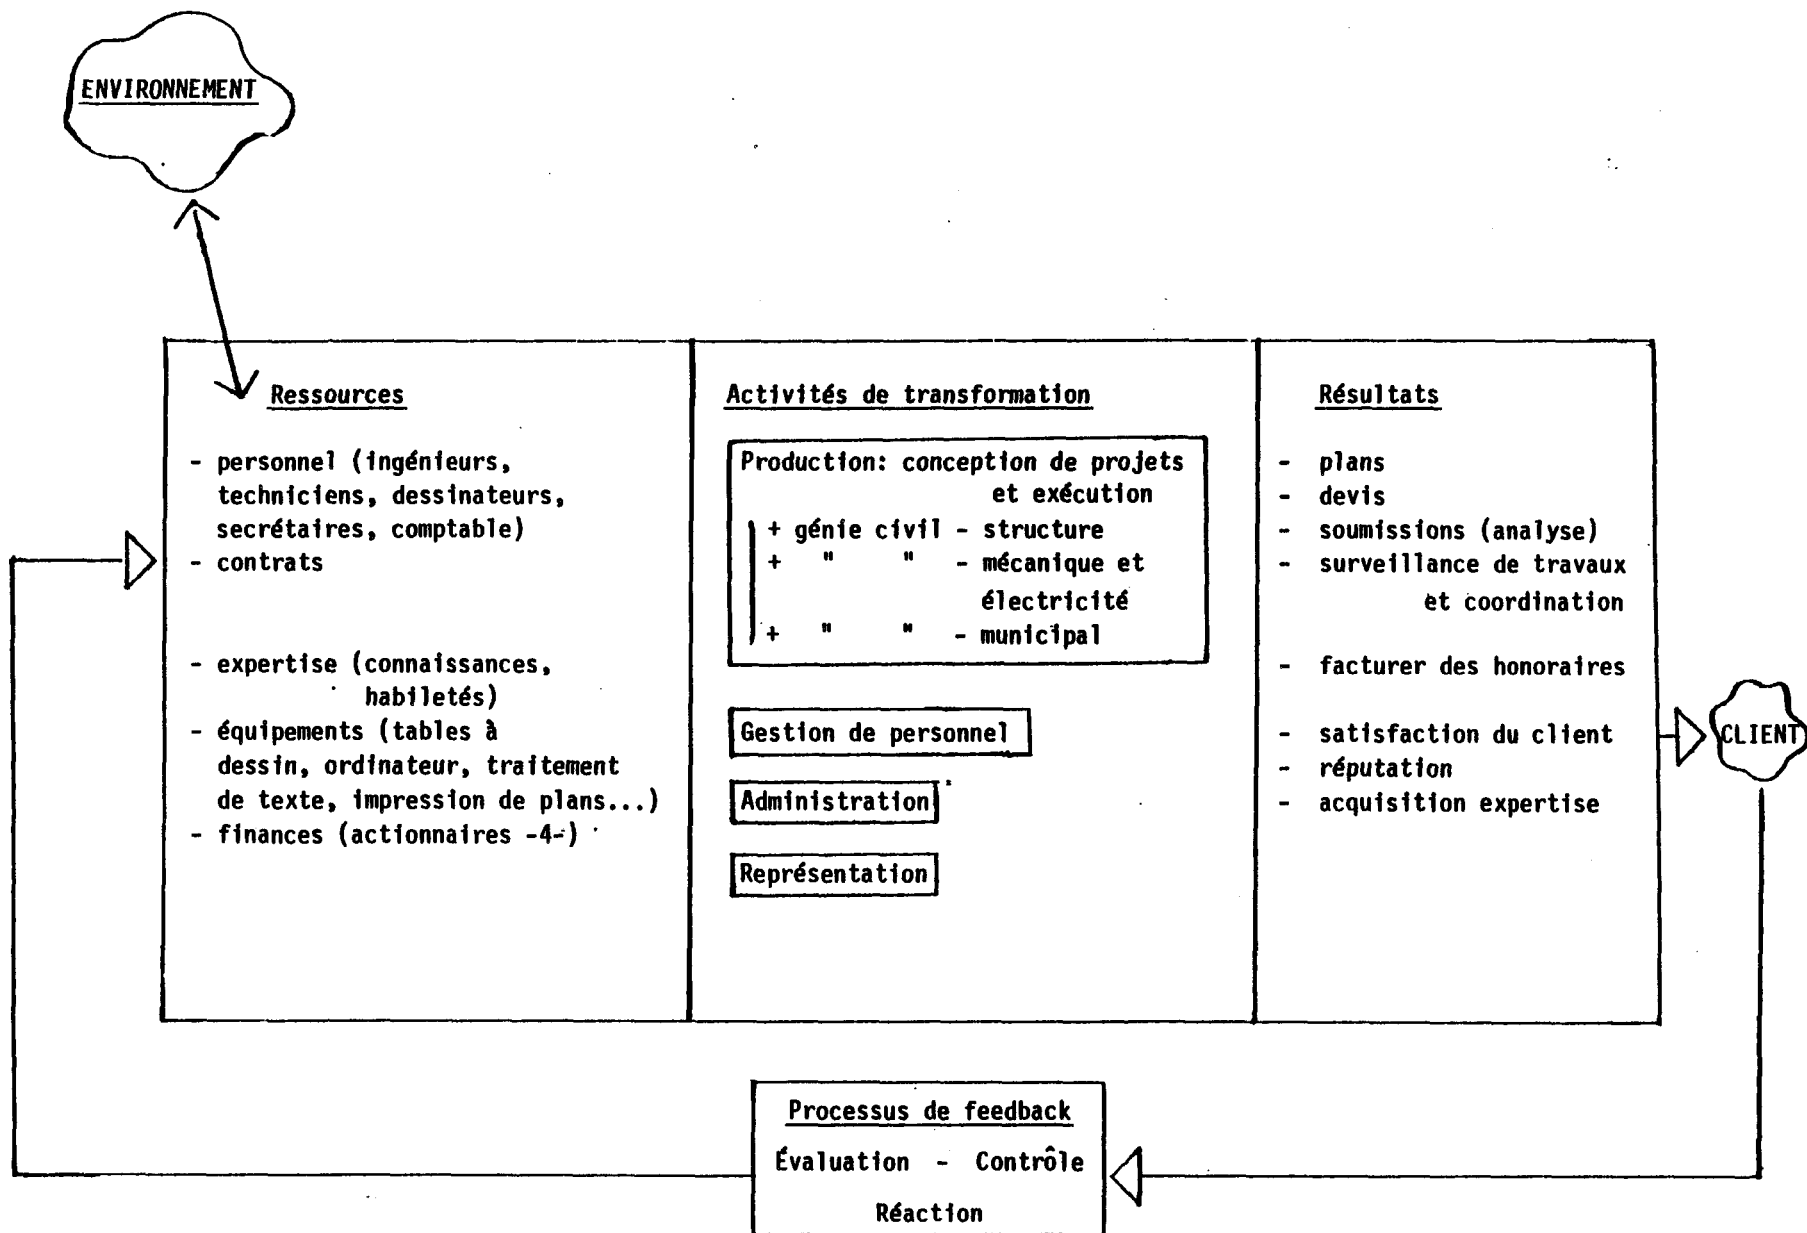 ENVIRONNEMENT
Ressources
- personnel (ingénieurs,
techniciens, dessinateurs,
secrétaires, comptable)
- contrats
- expertise (connaissances,
habiletés)
- équipements (tables à
dessin, ordinateur, traitement
de texte, impression de plans...)
- finances (actionnaires -4-)
Activités de transformation
Production: conception de projets
et exécution
+ génie civil - structure
+ " " - mécanique et
électricité
+ " " - municipal
Gestion de personnel
Administration
Représentation
Résultats
- plans
- devis
- soumissions (analyse)
- surveillance de travaux
et coordination
- facturer des honoraires
- satisfaction du client
- réputation
- acquisition expertise
CLIENT
Processus de feedback
Évaluation - Contrôle
Réaction